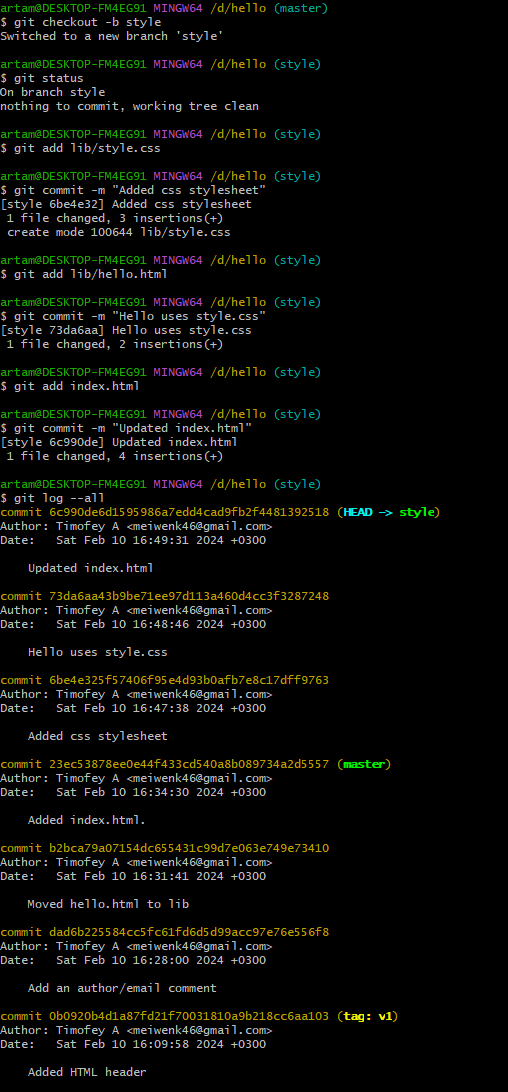 artam@DESKTOP-FM4EG91 MINGW64 /d/hello (master)
$ git checkout -b style
Switched to a new branch 'style'
artam@DESKTOP-FM4EG91 MINGW64 /d/hello (style)
$ git status
On branch style
nothing to commit, working tree clean
artam@DESKTOP-FM4EG91 MINGW64 /d/hello (style)
$ git add lib/style.css
artam@DESKTOP-FM4EG91 MINGW64 /d/hello (style)
$ git commit -m "Added css stylesheet"
[style 6be4e32] Added css stylesheet
 1 file changed, 3 insertions(+)
 create mode 100644 lib/style.css
artam@DESKTOP-FM4EG91 MINGW64 /d/hello (style)
$ git add lib/hello.html
artam@DESKTOP-FM4EG91 MINGW64 /d/hello (style)
$ git commit -m "Hello uses style.css"
[style 73da6aa] Hello uses style.css
 1 file changed, 2 insertions(+)
artam@DESKTOP-FM4EG91 MINGW64 /d/hello (style)
$ git add index.html
artam@DESKTOP-FM4EG91 MINGW64 /d/hello (style)
$ git commit -m "Updated index.html"
[style 6c990de] Updated index.html
 1 file changed, 4 insertions(+)
artam@DESKTOP-FM4EG91 MINGW64 /d/hello (style)
$ git log --all
commit 6c990de6d1595986a7edd4cad9fb2f4481392518 (HEAD -> style)
Author: Timofey A <meiwenk46@gmail.com>
Date:   Sat Feb 10 16:49:31 2024 +0300
    Updated index.html
commit 73da6aa43b9be71ee97d113a460d4cc3f3287248
Author: Timofey A <meiwenk46@gmail.com>
Date:   Sat Feb 10 16:48:46 2024 +0300
    Hello uses style.css
commit 6be4e325f57406f95e4d93b0afb7e8c17dff9763
Author: Timofey A <meiwenk46@gmail.com>
Date:   Sat Feb 10 16:47:38 2024 +0300
    Added css stylesheet
commit 23ec53878ee0e44f433cd540a8b089734a2d5557 (master)
Author: Timofey A <meiwenk46@gmail.com>
Date:   Sat Feb 10 16:34:30 2024 +0300
    Added index.html.
commit b2bca79a07154dc655431c99d7e063e749e73410
Author: Timofey A <meiwenk46@gmail.com>
Date:   Sat Feb 10 16:31:41 2024 +0300
    Moved hello.html to lib
commit dad6b225584cc5fc61fd6d5d99acc97e76e556f8
Author: Timofey A <meiwenk46@gmail.com>
Date:   Sat Feb 10 16:28:00 2024 +0300
    Add an author/email comment
commit 0b0920b4d1a87fd21f70031810a9b218cc6aa103 (tag: v1)
Author: Timofey A <meiwenk46@gmail.com>
Date:   Sat Feb 10 16:09:58 2024 +0300
    Added HTML header